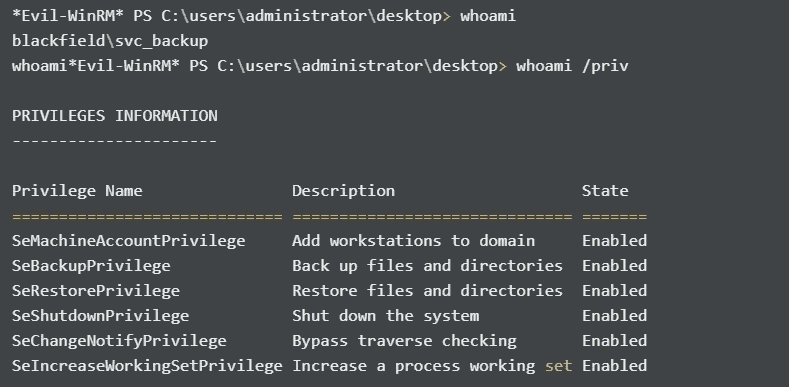 *Evil-WinRM* PS C:\users\administrator\desktop> whoami
blackfield\svc_backup
whoami*Evil-WinRM* PS C:\users\administrator\desktop> whoami /priv
PRIVILEGES INFORMATION
----------------------
Privilege Name                Description                    State
============================= ============================== =======
SeMachineAccountPrivilege     Add workstations to domain     Enabled
SeBackupPrivilege             Back up files and directories  Enabled
SeRestorePrivilege            Restore files and directories  Enabled
SeShutdownPrivilege           Shut down the system           Enabled
SeChangeNotifyPrivilege       Bypass traverse checking       Enabled
SeIncreaseWorkingSetPrivilege Increase a process working set Enabled